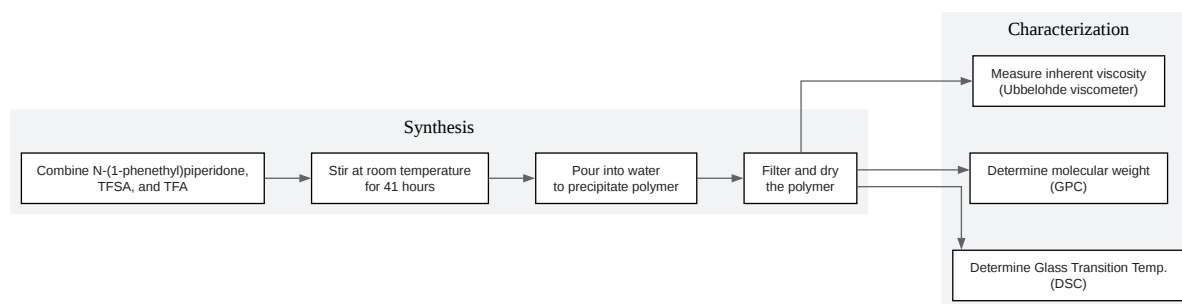 Synthesis
Combine N-(1-phenethyl)piperidone,
TFSA, and TFA
Stir at room temperature
for 41 hours
Pour into water
to precipitate polymer
Filter and dry
the polymer
Characterization
Measure inherent viscosity
(Ubbelohde viscometer)
Determine molecular weight
(GPC)
Determine Glass Transition Temp.
(DSC)